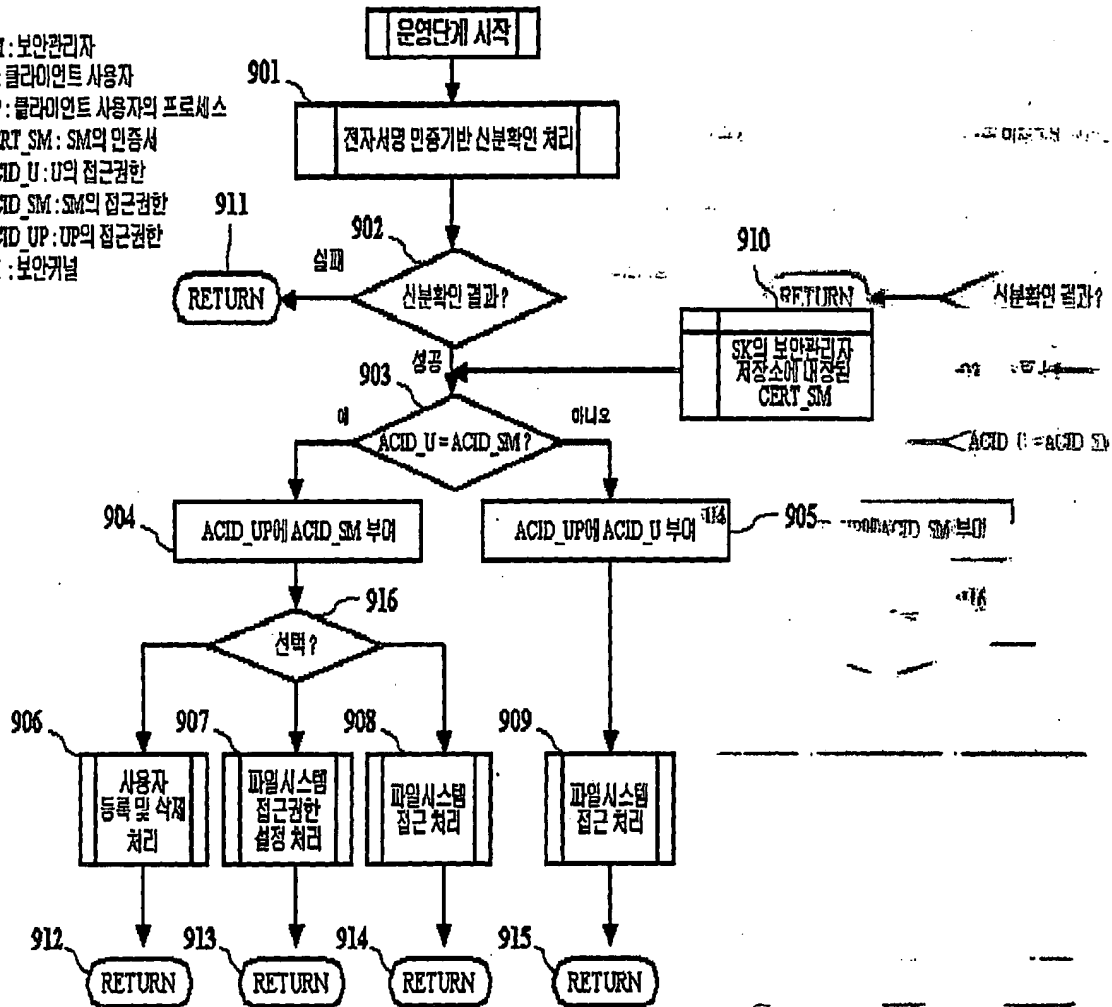 운영단계 시작
: 보안관리자
: 클라이언트 사용자
: 클라이언트 사용자의 프로세스
CERT_SM : SM의 인증서
ACID_U : U의 접근권한
ACID_SM : SM의 접근권한
ACID_UP : UP의 접근권한
: 보안커널
901
전자서명 인증기반 신분확인 처리
911
902
실패
RETURN
신분확인 결과?
910
RETURN
신분확인 결과?
SK의 보안관리자
저장소에 내장된
CERT_SM
성공
903
예
아니오
ACID_U = ACID_SM ?
904
ACID_UP에 ACID_SM 부여
ACID_UP에 ACID_U 부여
905
ACID_SM 부여
916
선택?
906
907
908
909
사용자
등록 및 삭제
처리
파일시스템
접근권한
설정 처리
파일시스템
접근 처리
파일시스템
접근 처리
912
RETURN
913
RETURN
914
RETURN
915
RETURN